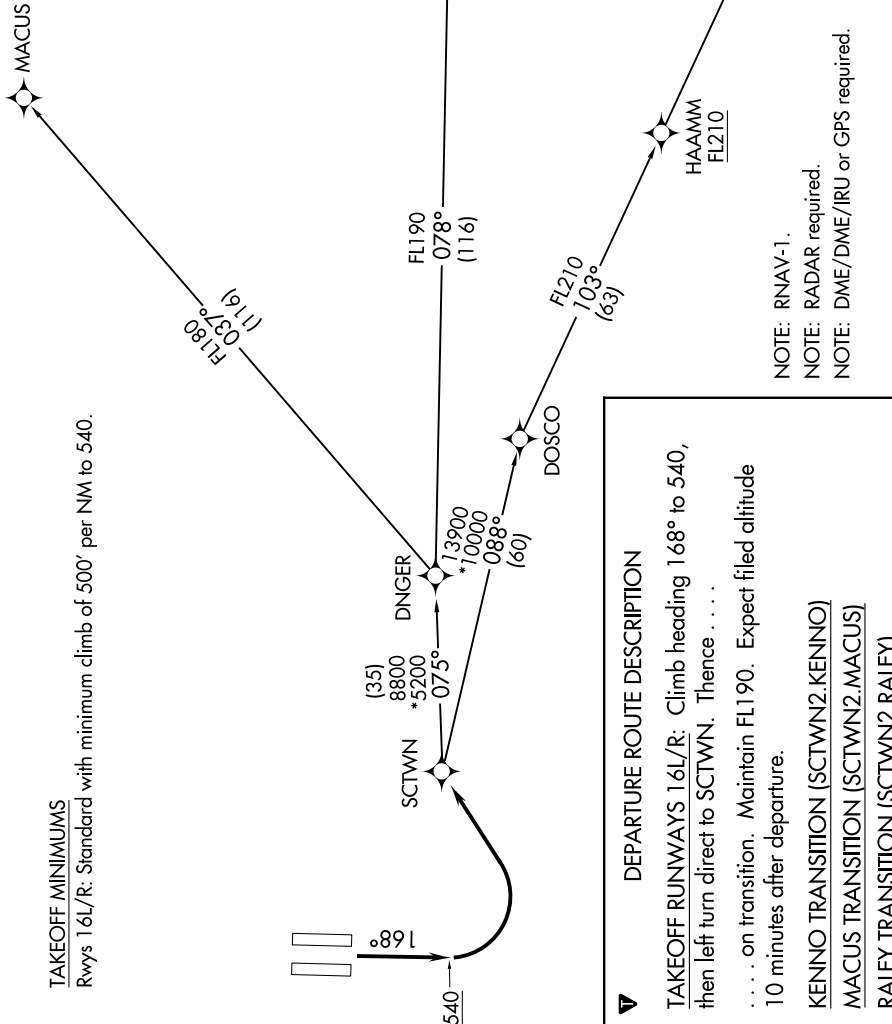 TAKEOFF MINIMUMS
Rwys 16L/R: Standard with minimum climb of 500' per NM to 540.
MACUS
FL180
037°
(116)
FL190
078°
(116)
HAAMM
FL210
FL210
103°
(63)
DOSCO
DNGER
13900
*10000
088°
(60)
(35)
8800
*5200
075°
SCTWN
168°
540
NOTE: RNAV-1.
NOTE: RADAR required.
NOTE: DME/DME/IRU or GPS required.
T
DEPARTURE ROUTE DESCRIPTION
TAKEOFF RUNWAYS 16L/R: Climb heading 168° to 540,
then left turn direct to SCTWN. Thence . . . .
. . . . on transition. Maintain FL190. Expect filed altitude
10 minutes after departure.
KENNO TRANSITION (SCTWN2.KENNO)
MACUS TRANSITION (SCTWN2.MACUS)
RALEY TRANSITION (SCTWN2.RALEY)